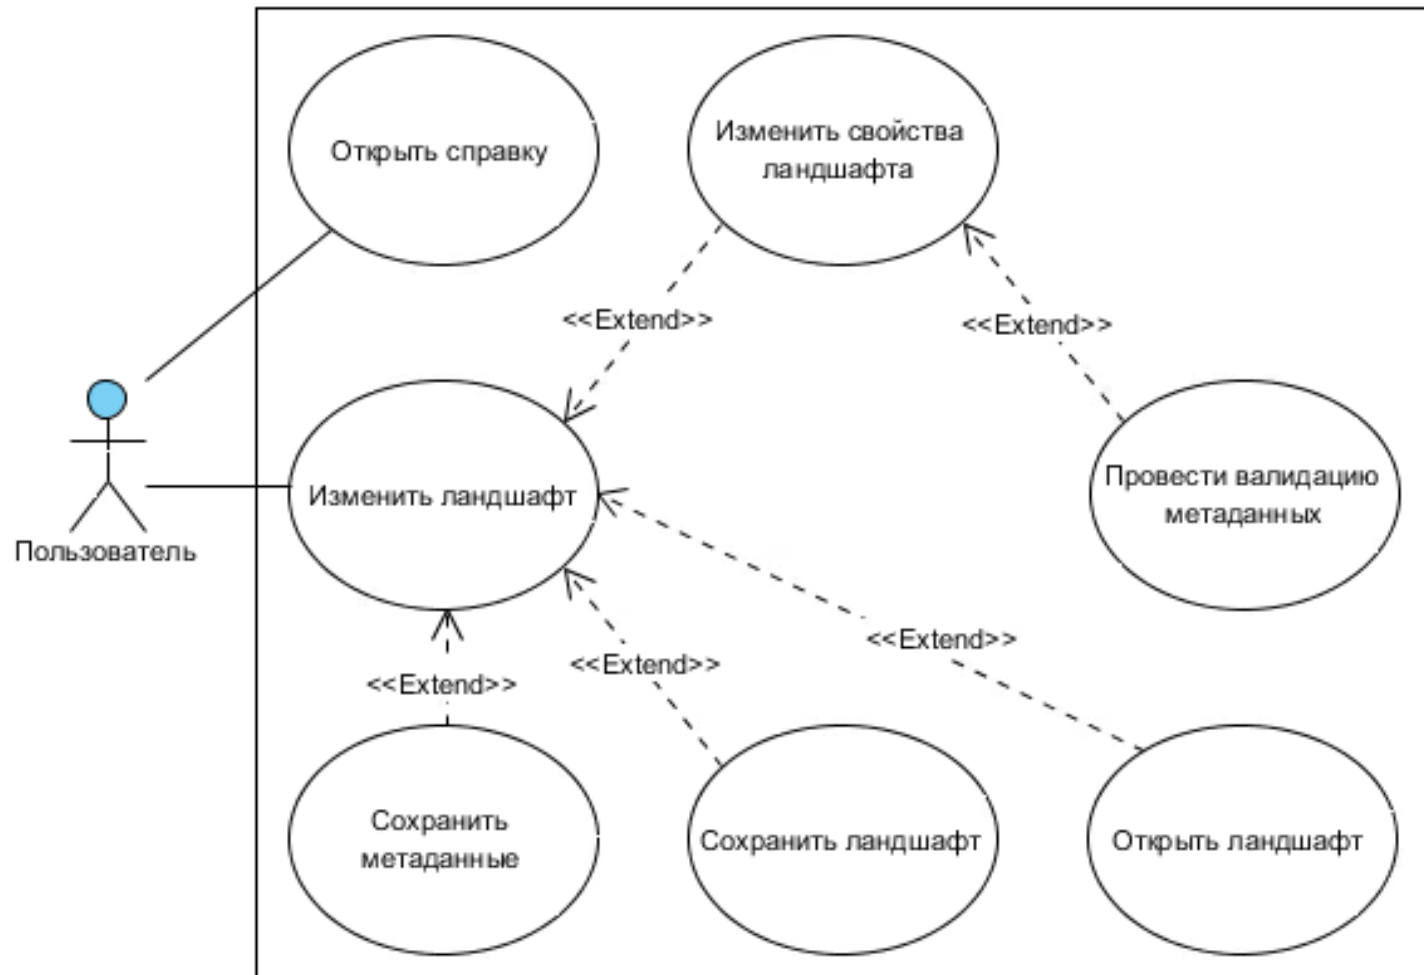 Открыть справку
Изменить свойства
ландшафта
<<Extend>>
<<Extend>>
Изменить ландшафт
Провести валидацию
метаданных
Пользователь
<<Extend>>
<<Extend>>
<<Extend>>
Сохранить
метаданные
Сохранить ландшафт
Открыть ландшафт